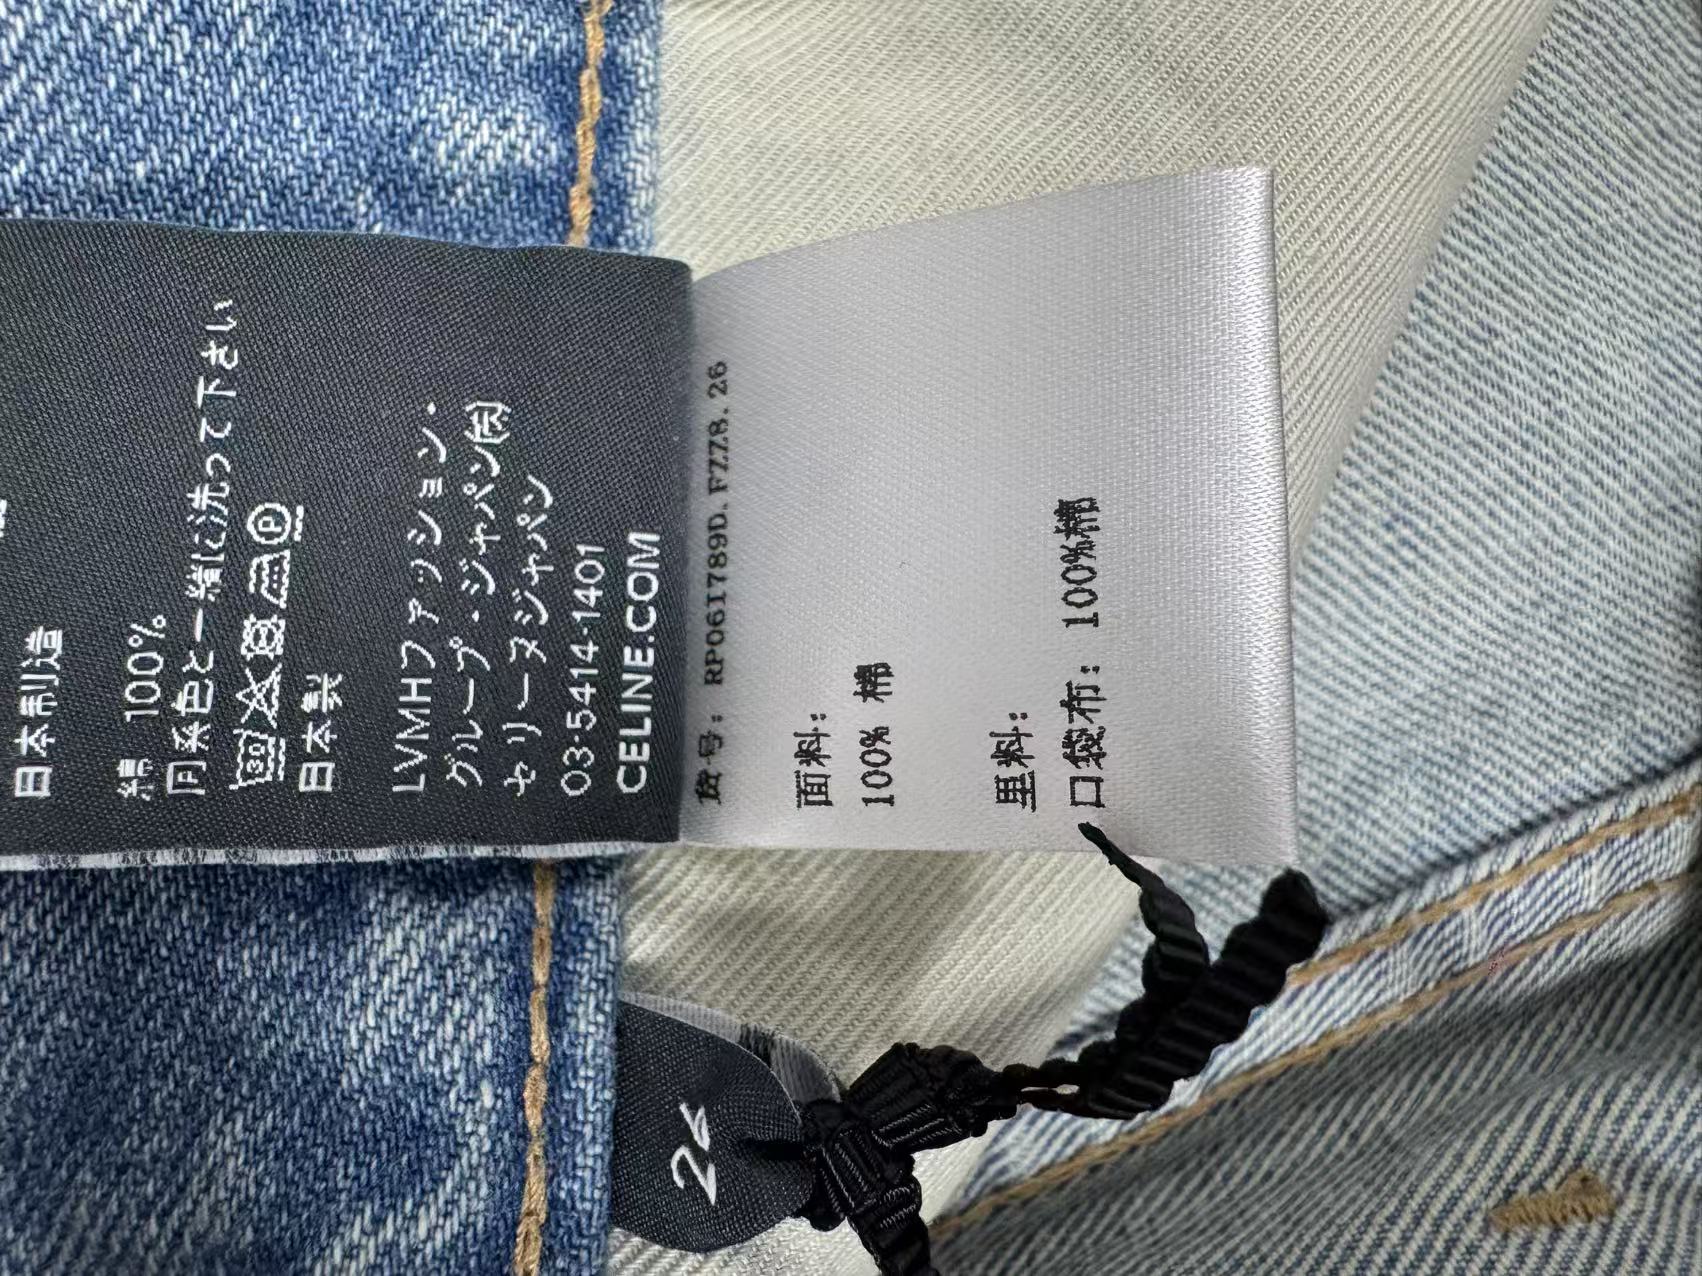 日本制造
綿 100%
同系色と一緒に洗って下さい
30 P
日本製
LVMHファッション・
グループ・ジャパン(株)
セリーヌジャパン
03-5414-1401
CELINE.COM
货号: RP061789D.FZZ8.26
面料:
100% 棉
里料:
口袋布: 100%棉
26